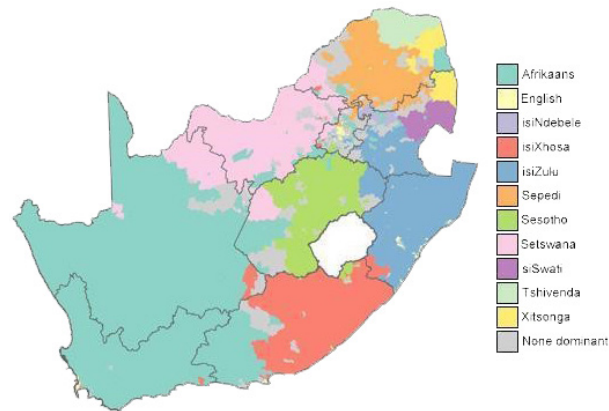 Afrikaans
English
isiNdebele
isiXhosa
isiZulu
Sepedi
Sesotho
Setswana
siSwati
Tshivenda
Xitsonga
None dominant